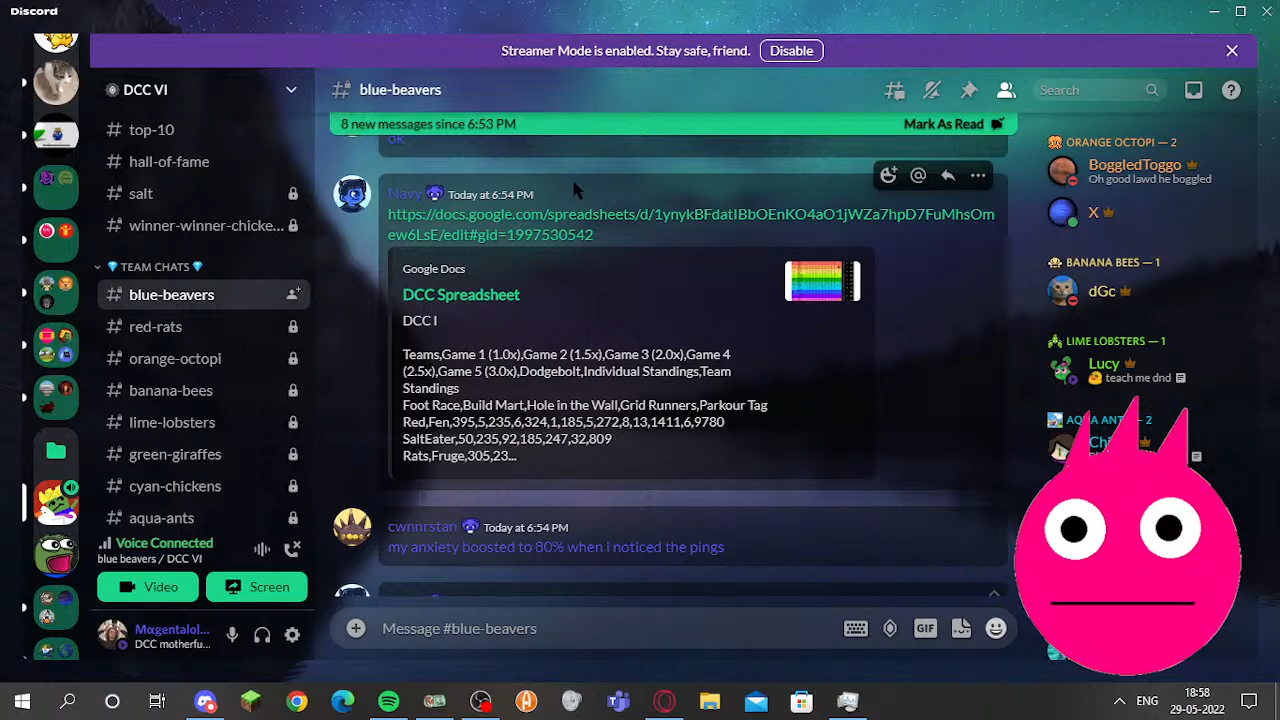 Discord
Streamer Mode is enabled. Stay safe, friend.
Disable
DCC VI
top-10
hall-of-fame
salt
winner-winner-chicke...
TEAM CHATS
blue-beavers
red-rats
orange-octopi
banana-bees
lime-lobsters
green-giraffes
cyan-chickens
aqua-ants
Voice Connected
blue beavers / DCC VI
Video
Screen
Mαgentalol...
DCC motherfu...
blue-beavers
Search
8 new messages since 6:53 PM
Mark As Read
ok
Navy Today at 6:54 PM
https://docs.google.com/spreadsheets/d/1ynykBFdatIBbOEnKO4aO1jWZa7hpD7FuMhsOm
ew6LsE/edit#gid=1997530542
Google Docs
DCC Spreadsheet
DCC I
Teams,Game 1 (1.0x),Game 2 (1.5x),Game 3 (2.0x),Game 4
(2.5x),Game 5 (3.0x),Dodgebolt,Individual Standings,Team
Standings
Foot Race,Build Mart,Hole in the Wall,Grid Runners,Parkour Tag
Red,Fen,395,5,235,6,324,1,185,5,272,8,13,1411,6,9780
SaltEater,50,235,92,185,247,32,809
Rats,Fruge,305,23...
cwnnrstan Today at 6:54 PM
my anxiety boosted to 80% when i noticed the pings
Message #blue-beavers
GIF
ORANGE OCTOPI — 2
BoggledToggo
Oh good lawd he boggled
X
BANANA BEES — 1
dGc
LIME LOBSTERS — 1
Lucy
teach me dnd
ENG
18:58
29-05-2022